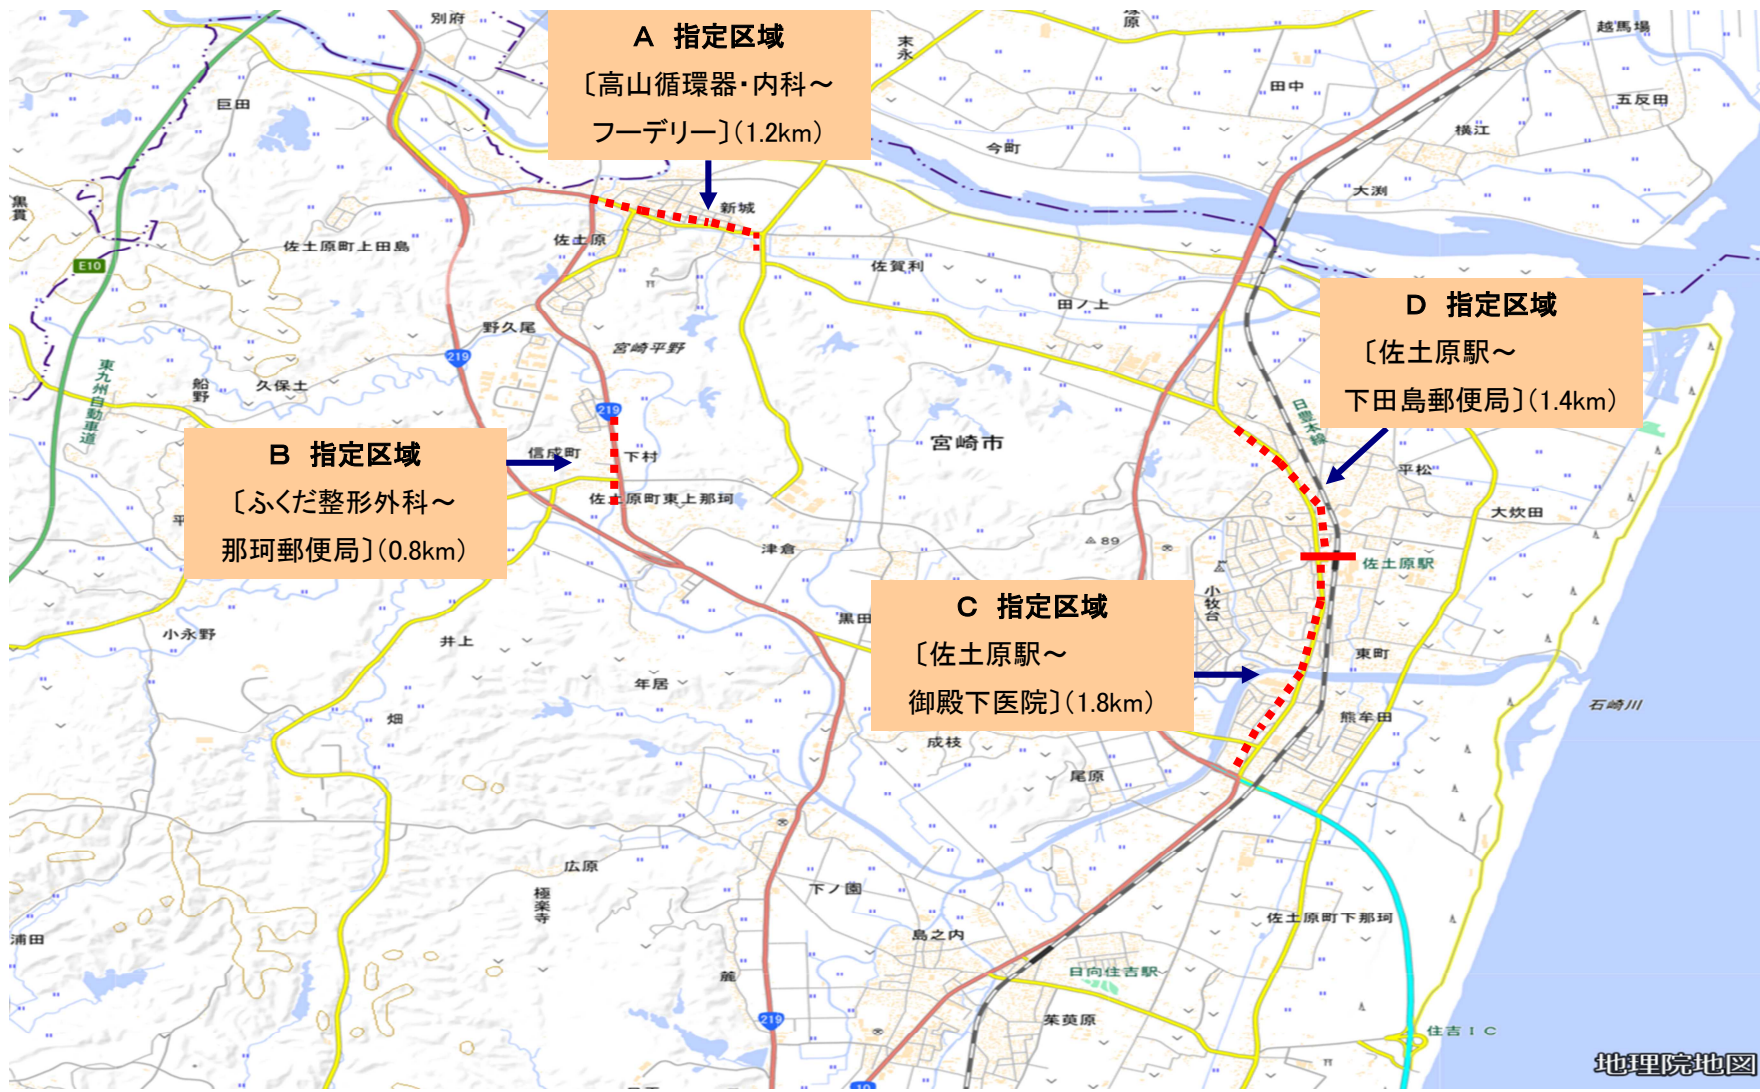 別府
塚原
末永
越馬場
A 指定区域
〔高山循環器・内科～
フーデリー〕(1.2km)
巨田
田中
五反田
横江
今町
大渕
黒貫
新城
佐土原町上田島
佐土原
佐賀利
E10
田ノ上
D 指定区域
〔佐土原駅～
下田島郵便局〕(1.4km)
野久尾
宮崎平野
219
東九州自動車道
船野
久保土
219
日豊本線
宮崎市
B 指定区域
〔ふくだ整形外科～
那珂郵便局〕(0.8km)
信成町
下村
平松
佐土原町東上那珂
大炊田
平
津倉
89
佐土原駅
小牧台
C 指定区域
〔佐土原駅～
御殿下医院〕(1.8km)
黒田
小永野
井上
東町
年居
石崎川
畑
熊牟田
成枝
尾原
広原
下ノ園
極楽寺
佐土原町下那珂
浦田
島之内
麓
日向住吉駅
219
茱萸原
住吉IC
地理院地図
10